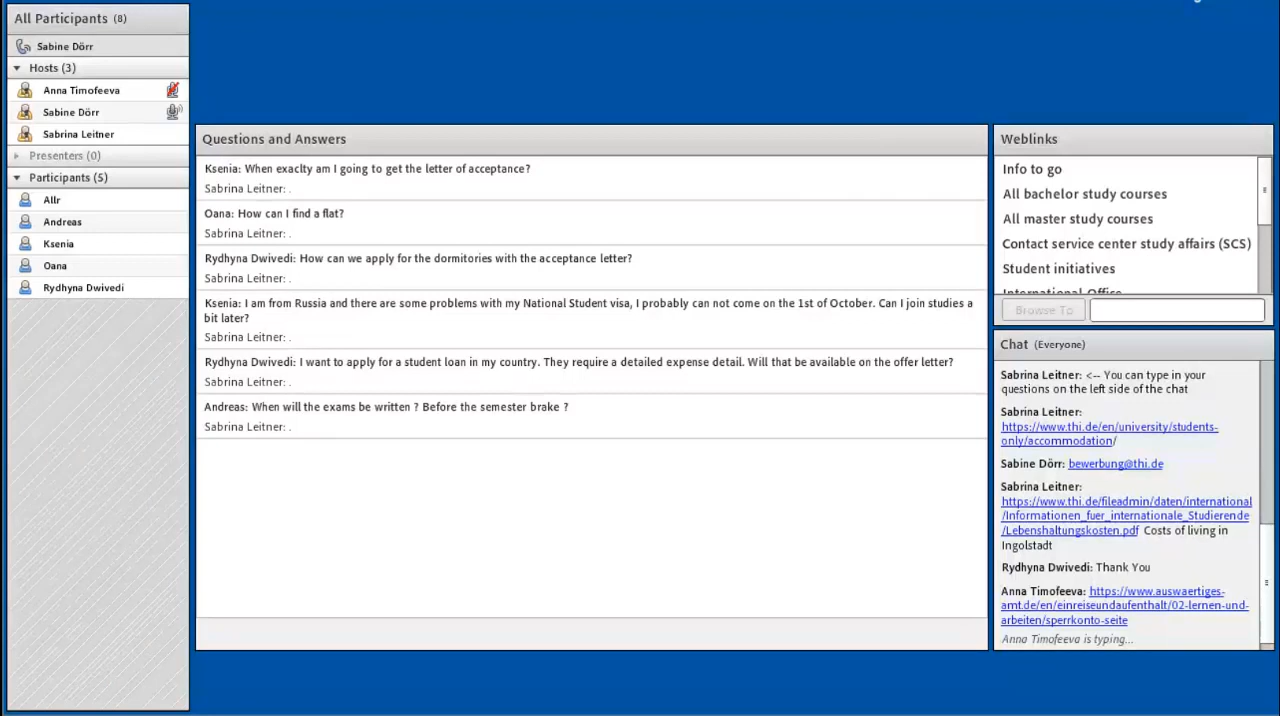 All Participants (8)
Sabine Dörr
Hosts (3)
Anna Timofeeva
Sabine Dörr
Sabrina Leitner
Presenters (0)
Participants (5)
Allr
Andreas
Ksenia
Oana
Rydhyna Dwivedi
Questions and Answers
Ksenia: When exaclty am I going to get the letter of acceptance?
Sabrina Leitner: .
Oana: How can I find a flat?
Sabrina Leitner: .
Rydhyna Dwivedi: How can we apply for the dormitories with the acceptance letter?
Sabrina Leitner: .
Ksenia: I am from Russia and there are some problems with my National Student visa, I probably can not come on the 1st of October. Can I join studies a
bit later?
Sabrina Leitner: .
Rydhyna Dwivedi: I want to apply for a student loan in my country. They require a detailed expense detail. Will that be available on the offer letter?
Sabrina Leitner: .
Andreas: When will the exams be written ? Before the semester brake ?
Sabrina Leitner: .
Weblinks
Info to go
All bachelor study courses
All master study courses
Contact service center study affairs (SCS)
Student initiatives
International Office
Browse To
Chat (Everyone)
Sabrina Leitner: <-- You can type in your
questions on the left side of the chat
Sabrina Leitner:
https://www.thi.de/en/university/students-
only/accommodation/
Sabine Dörr: bewerbung@thi.de
Sabrina Leitner:
https://www.thi.de/fileadmin/daten/international
/Informationen_fuer_internationale_Studierende
/Lebenshaltungskosten.pdf Costs of living in
Ingolstadt
Rydhyna Dwivedi: Thank You
Anna Timofeeva: https://www.auswaertiges-
amt.de/en/einreiseundaufenthalt/02-lernen-und-
arbeiten/sperrkonto-seite
Anna Timofeeva is typing...